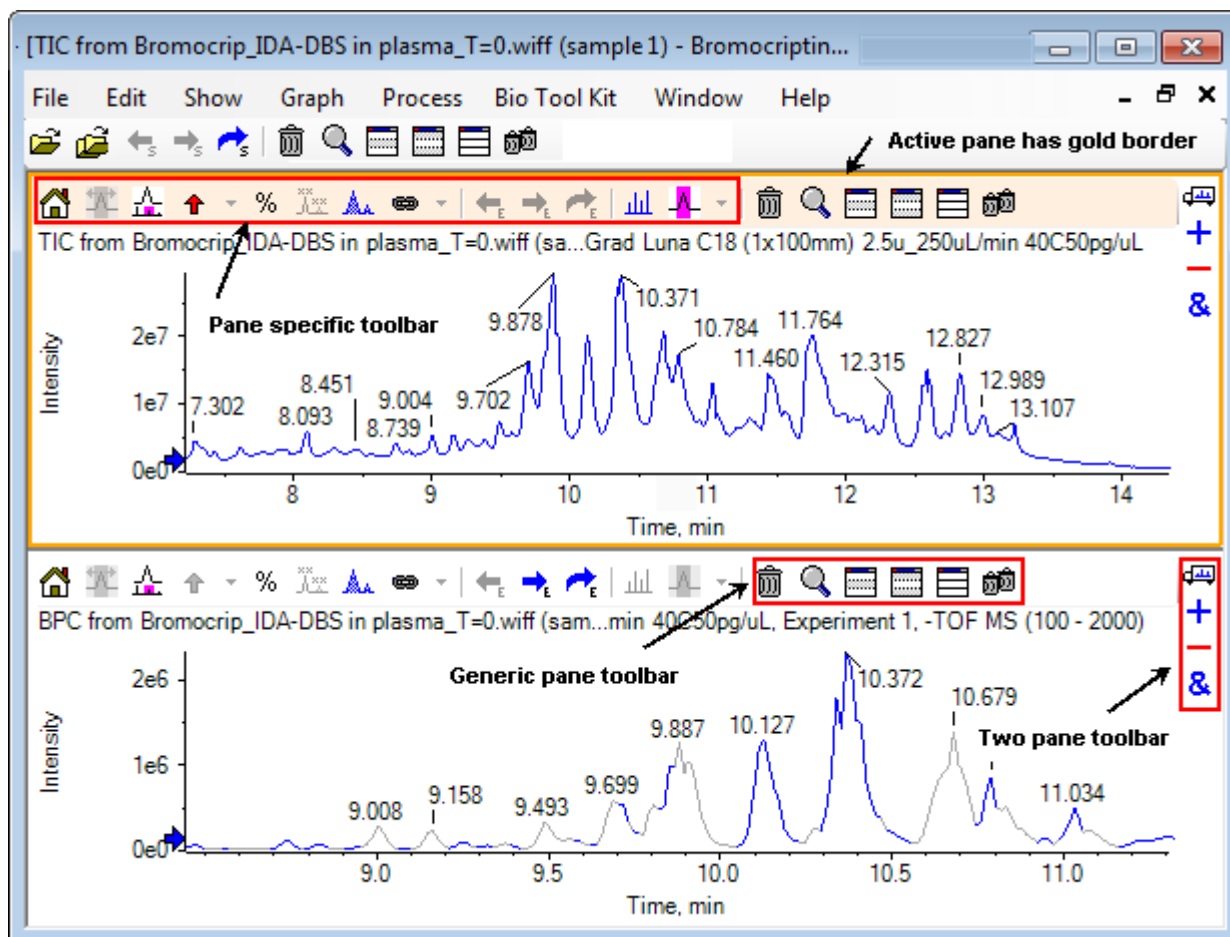 [TIC from Bromocrip_IDA-DBS in plasma_T=0.wiff (sample 1) - Bromocriptin...
File Edit Show Graph Process Bio Tool Kit Window Help
S S S
Active pane has gold border
% E E E
TIC from Bromocrip_IDA-DBS in plasma_T=0.wiff (sa...Grad Luna C18 (1x100mm) 2.5u_250uL/min 40C50pg/uL
&
Pane specific toolbar
Intensity
2e7
1e7
0e0
7.302
8.093
8.451
8.739
9.004
9.702
9.878
10.371
10.784
11.460
11.764
12.315
12.827
12.989
13.107
8 9 10 11 12 13 14
Time, min
% E E E
BPC from Bromocrip_IDA-DBS in plasma_T=0.wiff (sam...min 40C50pg/uL, Experiment 1, -TOF MS (100 - 2000)
&
Generic pane toolbar
Two pane toolbar
Intensity
2e6
1e6
0e0
9.008
9.158
9.493
9.699
9.887
10.127
10.372
10.679
11.034
9.0 9.5 10.0 10.5 11.0
Time, min